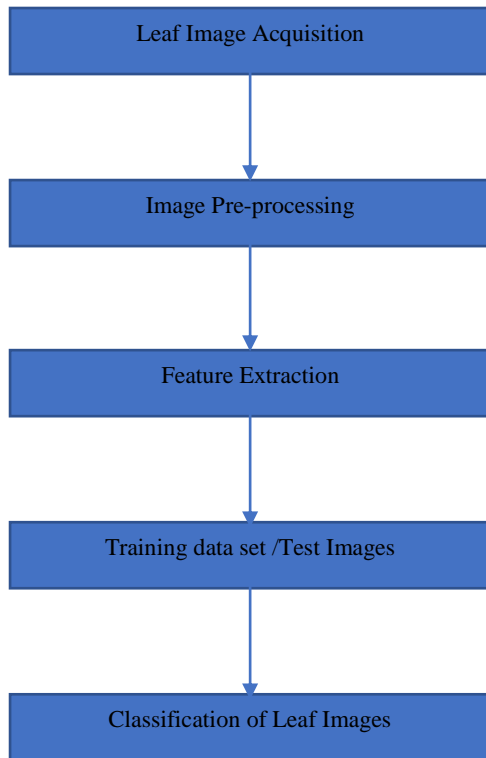 Leaf Image Acquisition
Image Pre-processing
Feature Extraction
Training data set /Test Images
Classification of Leaf Images